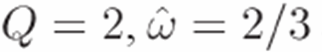 Q = 2, ω̂ = 2/3